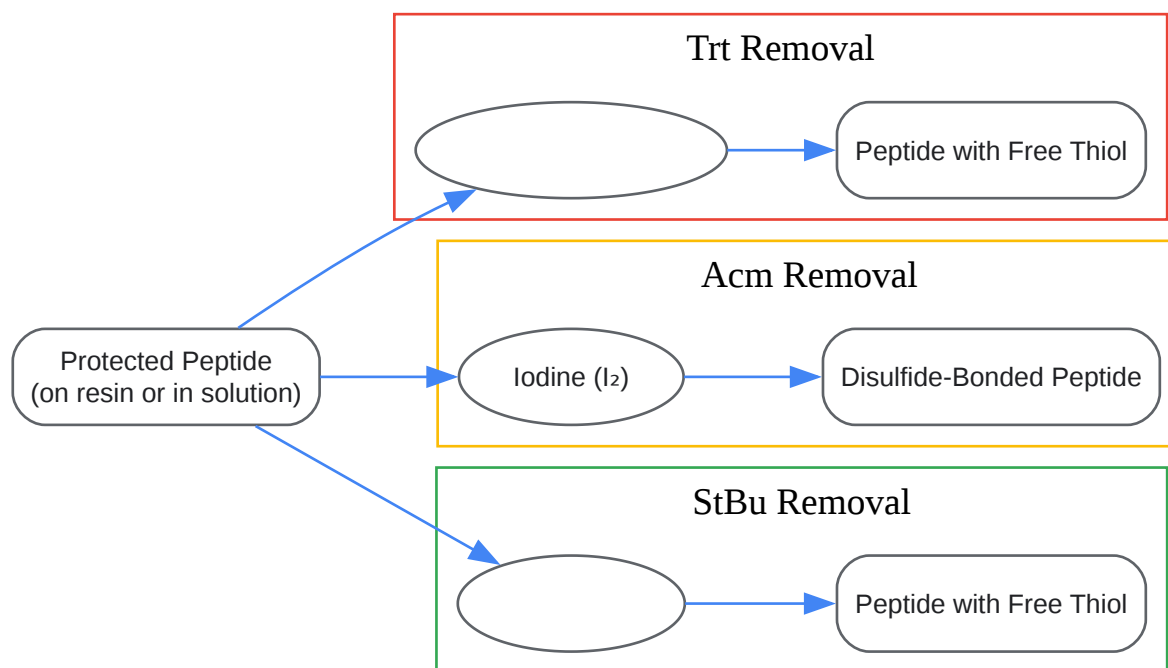 Trt Removal
Peptide with Free Thiol
Acm Removal
Protected Peptide
(on resin or in solution)
Iodine (I₂)
Disulfide-Bonded Peptide
StBu Removal
Peptide with Free Thiol